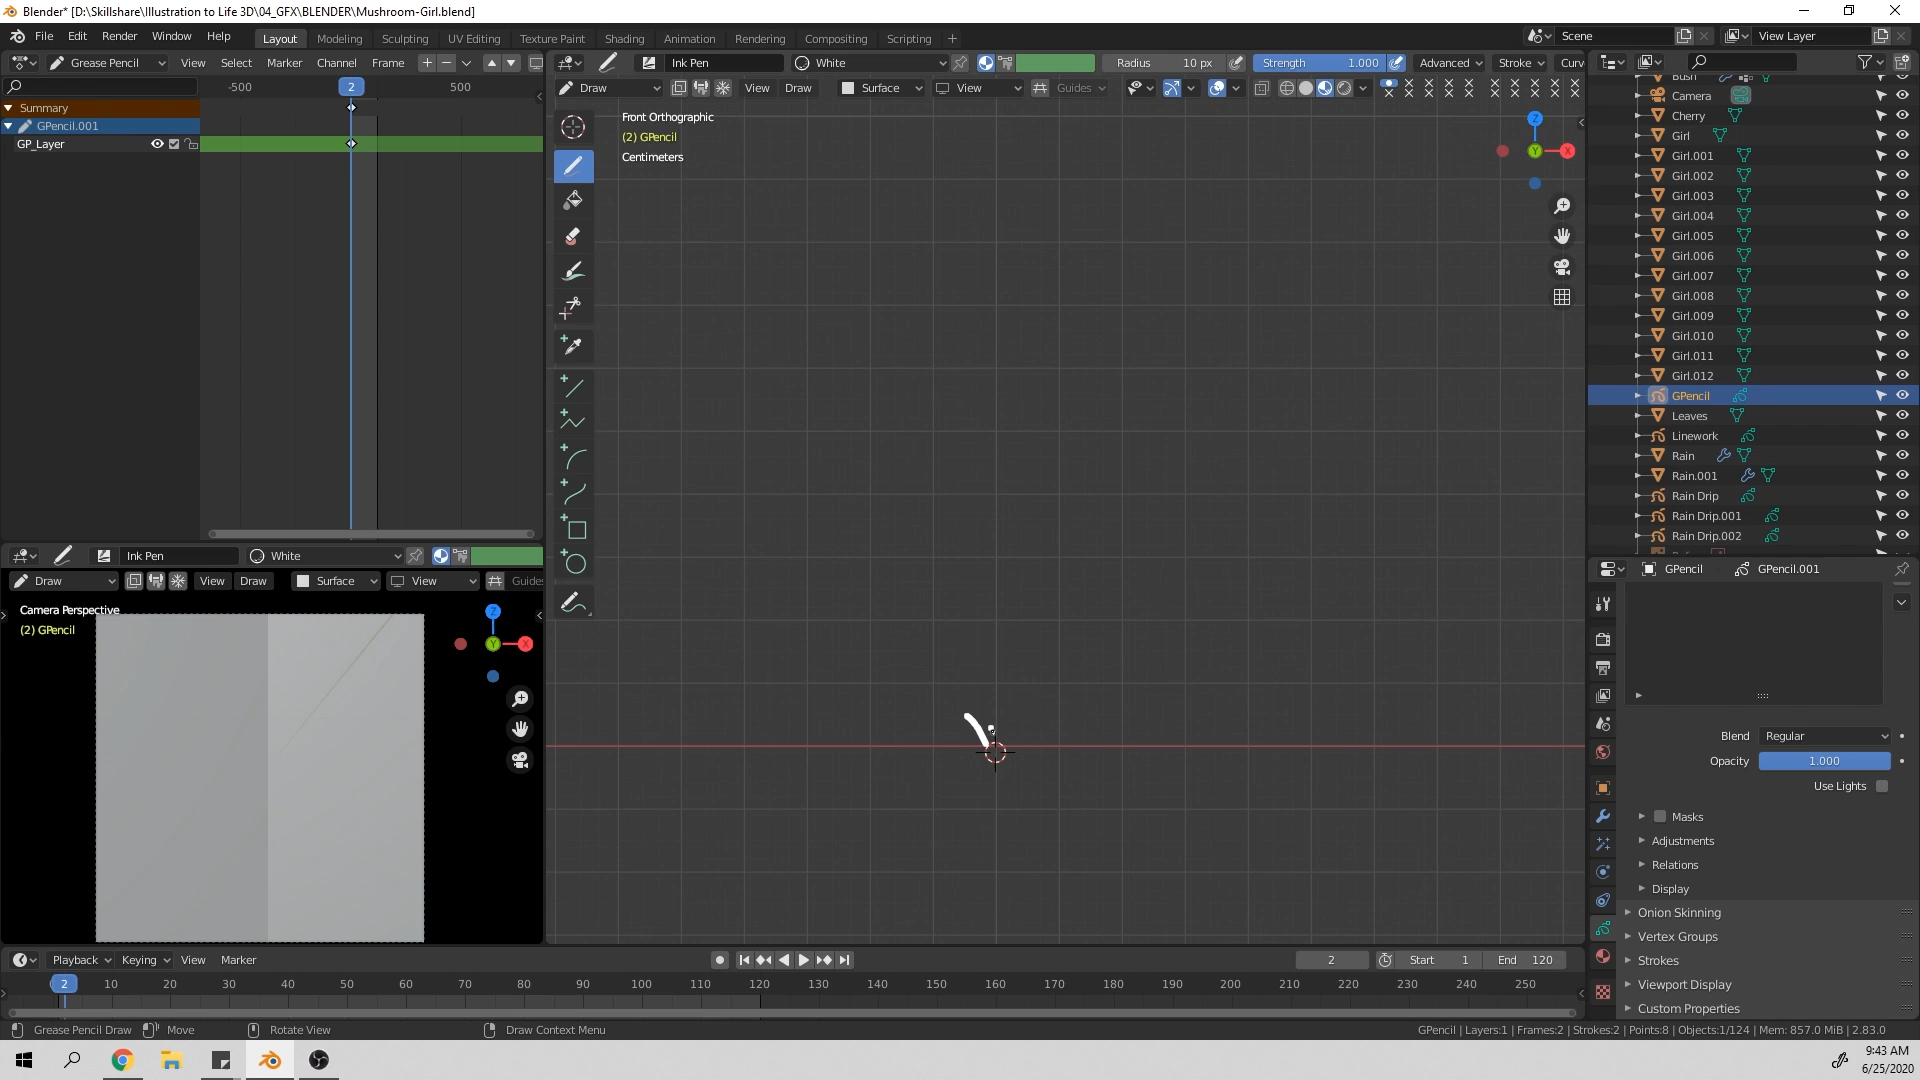 Blender* [D:\Skillshare\Illustration to Life 3D\04_GFX\BLENDER\Mushroom-Girl.blend]
File Edit Render Window Help Layout Modeling Sculpting UV Editing Texture Paint Shading Animation Rendering Compositing Scripting + Scene View Layer
Grease Pencil View Select Marker Channel Frame
Ink Pen White Radius 10 px Strength 1.000 Advanced Stroke Curv
-500 2 500
Draw View Draw Surface View Guides
Summary
GPencil.001
GP_Layer
Front Orthographic
(2) GPencil
Centimeters
Z
Y X
Camera
Cherry
Girl
Girl.001
Girl.002
Girl.003
Girl.004
Girl.005
Girl.006
Girl.007
Girl.008
Girl.009
Girl.010
Girl.011
Girl.012
GPencil
Leaves
Linework
Rain
Rain.001
Rain Drip
Rain Drip.001
Rain Drip.002
Ink Pen White
Draw View Draw Surface View Guides
Camera Perspective
(2) GPencil
Z
Y X
GPencil GPencil.001
Blend Regular
Opacity 1.000
Use Lights
Masks
Adjustments
Relations
Display
Onion Skinning
Vertex Groups
Strokes
Viewport Display
Custom Properties
Playback Keying View Marker 2 Start 1 End 120
2 10 20 30 40 50 60 70 80 90 100 110 120 130 140 150 160 170 180 190 200 210 220 230 240 250
Grease Pencil Draw Move Rotate View Draw Context Menu GPencil | Layers:1 | Frames:2 | Strokes:2 | Points:8 | Objects:1/124 | Mem: 857.0 MiB | 2.83.0
9:43 AM
6/25/2020